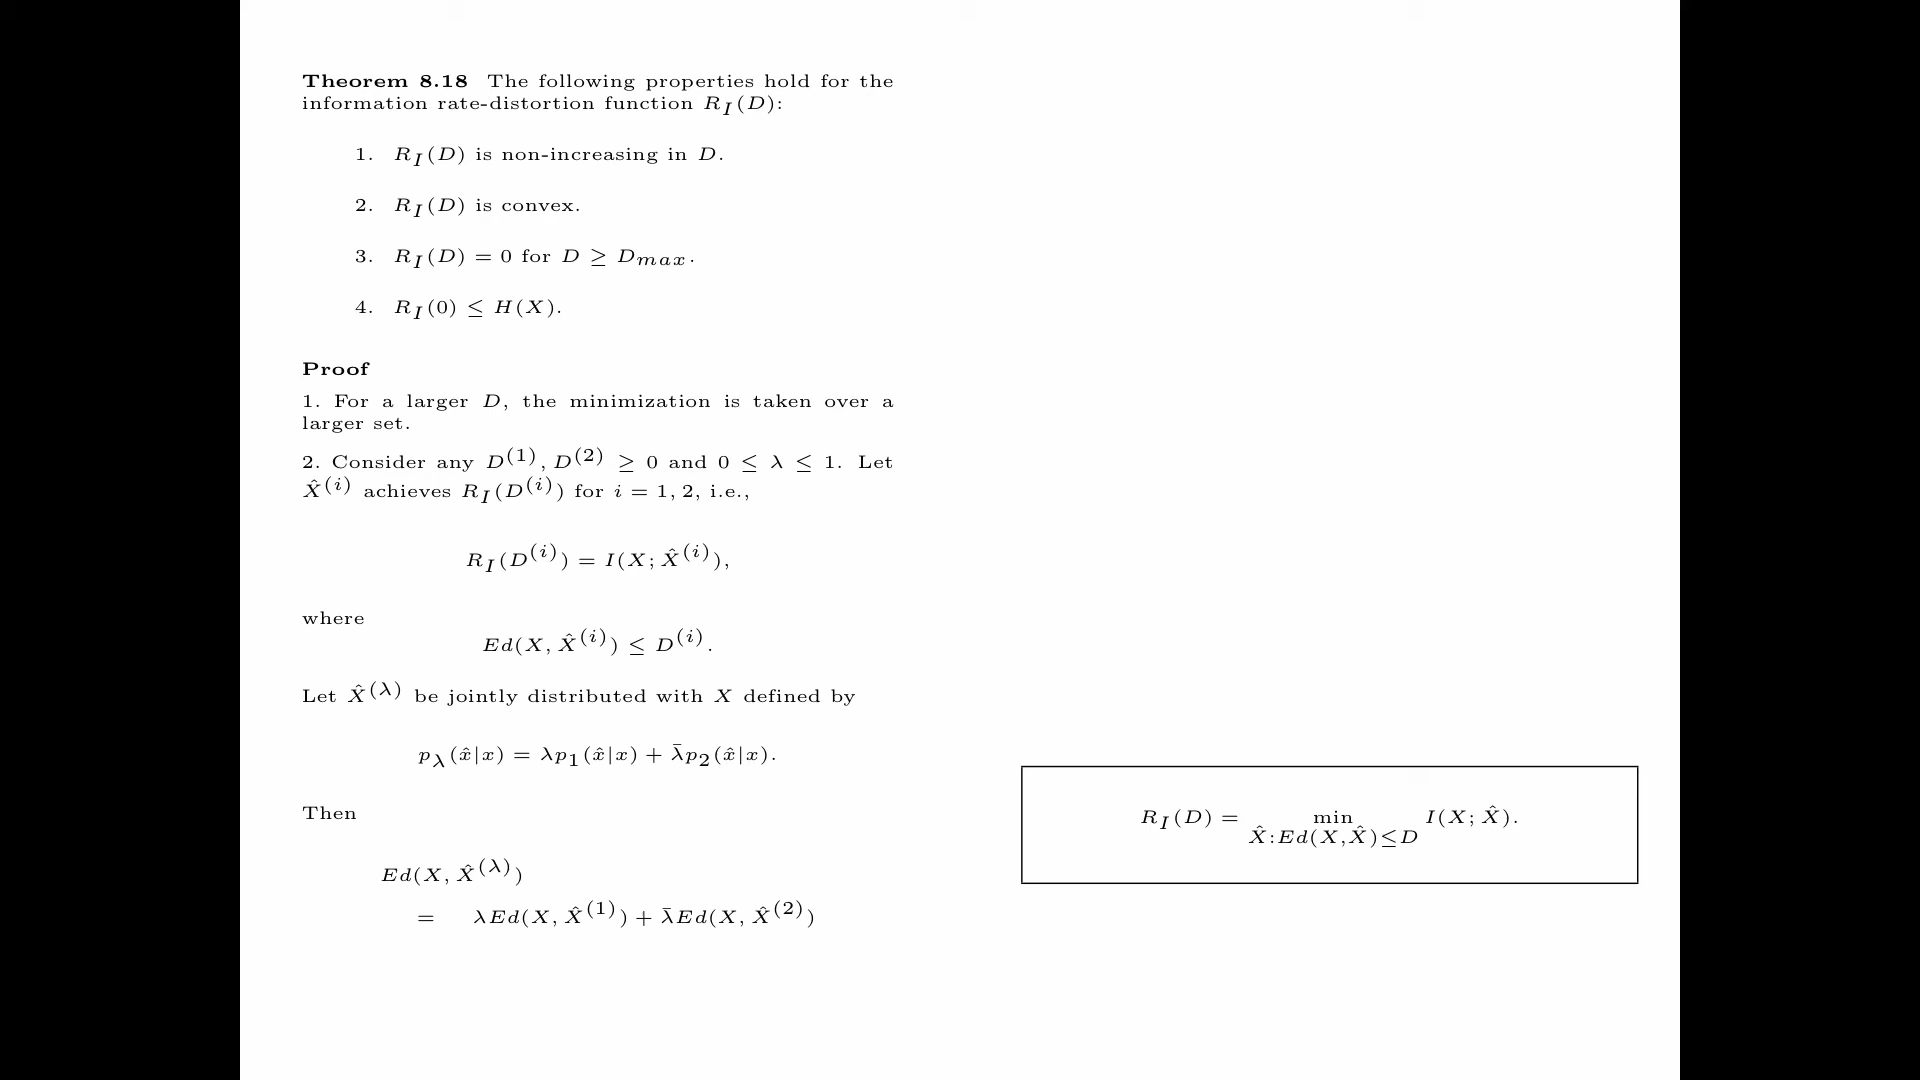 Theorem 8.18 The following properties hold for the
information rate-distortion function R_I(D):
1. R_I(D) is non-increasing in D.
2. R_I(D) is convex.
3. R_I(D) = 0 for D ≥ D_{max}.
4. R_I(0) ≤ H(X).
Proof
1. For a larger D, the minimization is taken over a
larger set.
2. Consider any D^{(1)}, D^{(2)} ≥ 0 and 0 ≤ λ ≤ 1. Let
X̂^{(i)} achieves R_I(D^{(i)}) for i = 1, 2, i.e.,
R_I(D^{(i)}) = I(X; X̂^{(i)}),
where
Ed(X, X̂^{(i)}) ≤ D^{(i)}.
Let X̂^{(λ)} be jointly distributed with X defined by
p_λ(x̂|x) = λp_1(x̂|x) + λ̄p_2(x̂|x).
Then
Ed(X, X̂^{(λ)})
= λEd(X, X̂^{(1)}) + λ̄Ed(X, X̂^{(2)})
R_I(D) = min I(X; X̂).
X̂:Ed(X,X̂)≤D